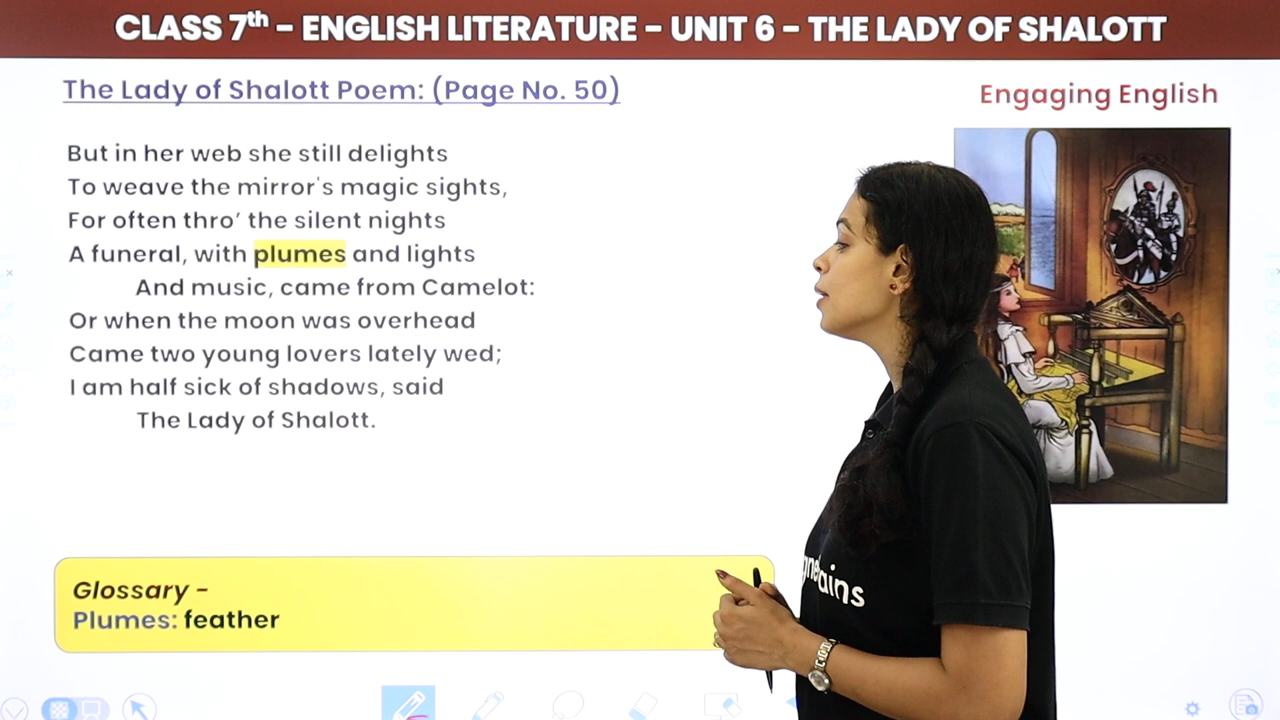 CLASS 7th - ENGLISH LITERATURE - UNIT 6 - THE LADY OF SHALOTT
The Lady of Shalott Poem: (Page No. 50)
Engaging English
But in her web she still delights
To weave the mirror's magic sights,
For often thro’ the silent nights
A funeral, with plumes and lights
And music, came from Camelot:
Or when the moon was overhead
Came two young lovers lately wed;
I am half sick of shadows, said
The Lady of Shalott.
Glossary -
Plumes: feather